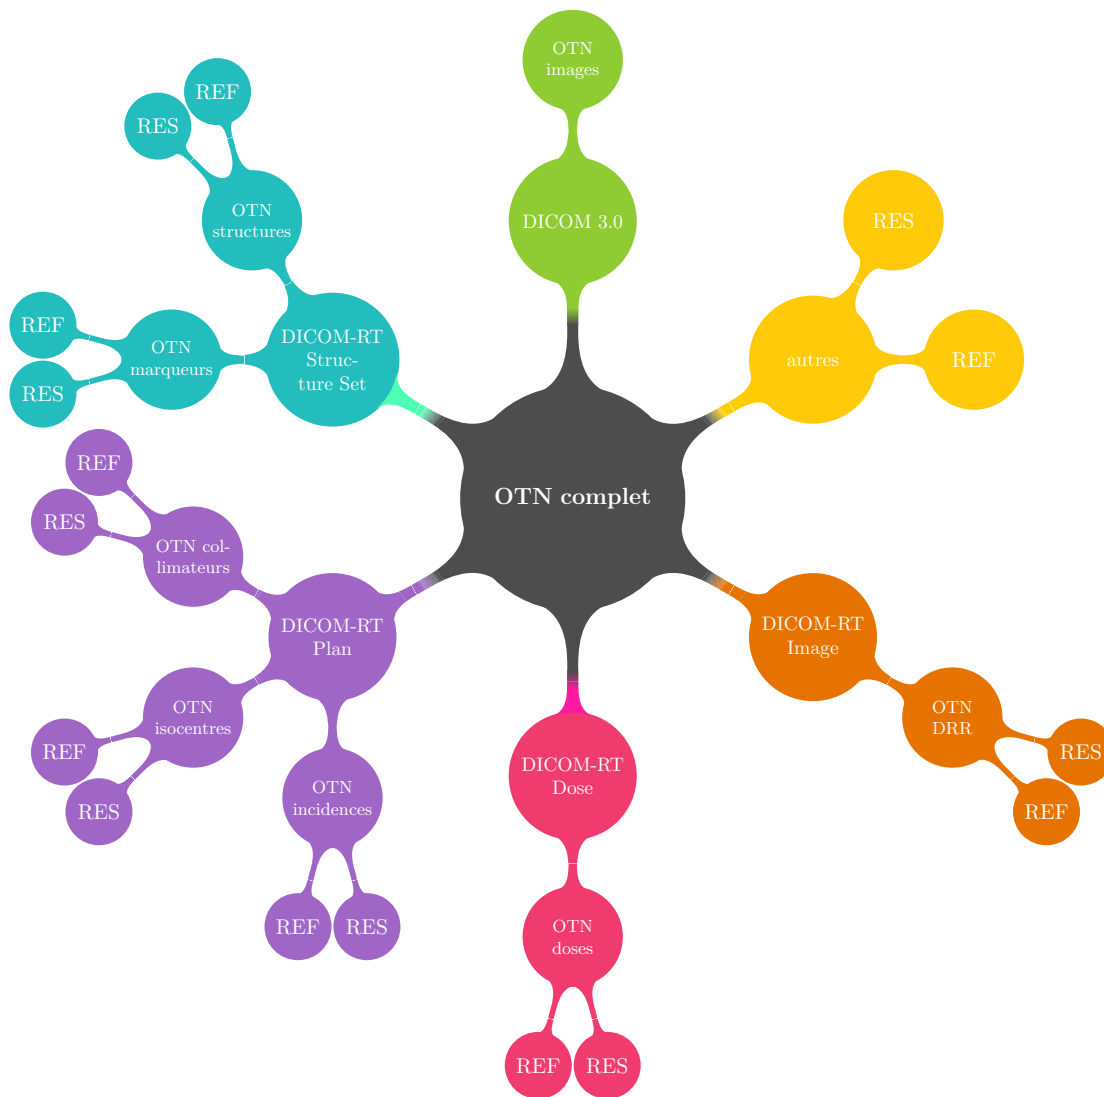 OTN
images
DICOM 3.0
REF
RES
OTN
structures
REF
RES
OTN
marqueurs
DICOM-RT
Struc-
ture Set
RES
REF
autres
OTN complet
REF
RES
OTN col-
limateurs
DICOM-RT
Plan
OTN
isocentres
REF
RES
OTN
incidences
REF
RES
DICOM-RT
Dose
OTN
doses
REF
RES
DICOM-RT
Image
OTN
DRR
RES
REF